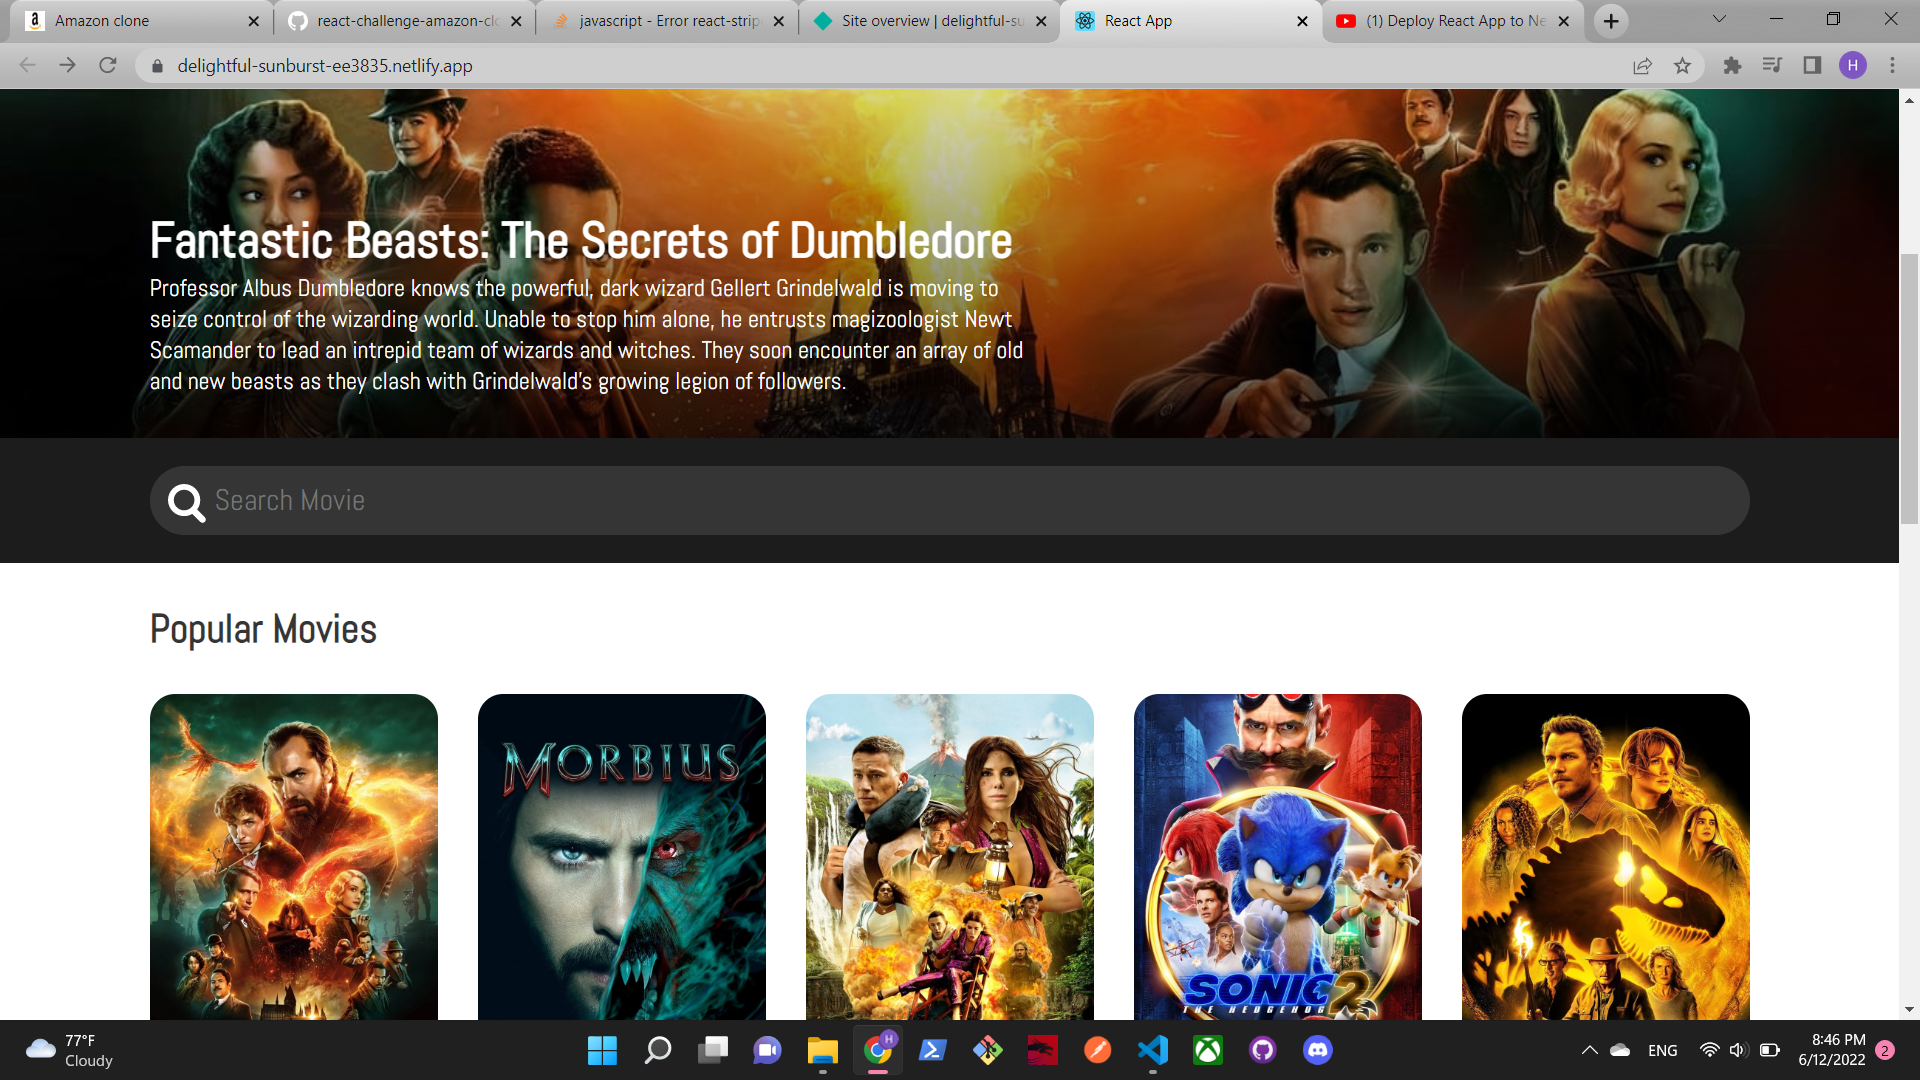 Amazon clone
react-challenge-amazon-clo
javascript - Error react-strip
Site overview | delightful-su
React App
(1) Deploy React App to Ne
delightful-sunburst-ee3835.netlify.app
H
Fantastic Beasts: The Secrets of Dumbledore
Professor Albus Dumbledore knows the powerful, dark wizard Gellert Grindelwald is moving to
seize control of the wizarding world. Unable to stop him alone, he entrusts magizoologist Newt
Scamander to lead an intrepid team of wizards and witches. They soon encounter an array of old
and new beasts as they clash with Grindelwald's growing legion of followers.
Search Movie
Popular Movies
MORBIUS
SONIC 2
THE HEDGEHOG
77°F
Cloudy
H
ENG
8:46 PM
6/12/2022
2